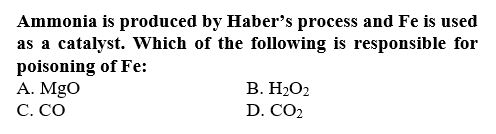 Ammonia is produced by Haber’s process and Fe is used
as a catalyst. Which of the following is responsible for
poisoning of Fe:
A. MgO B. H₂O₂
C. CO D. CO₂